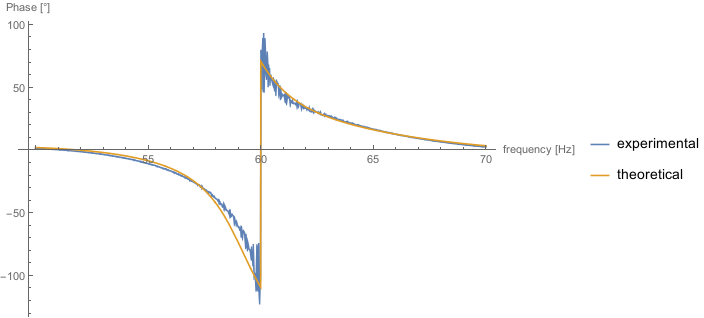 Phase [°]
100
50
-50
-100
55
60
65
70
frequency [Hz]
experimental
theoretical